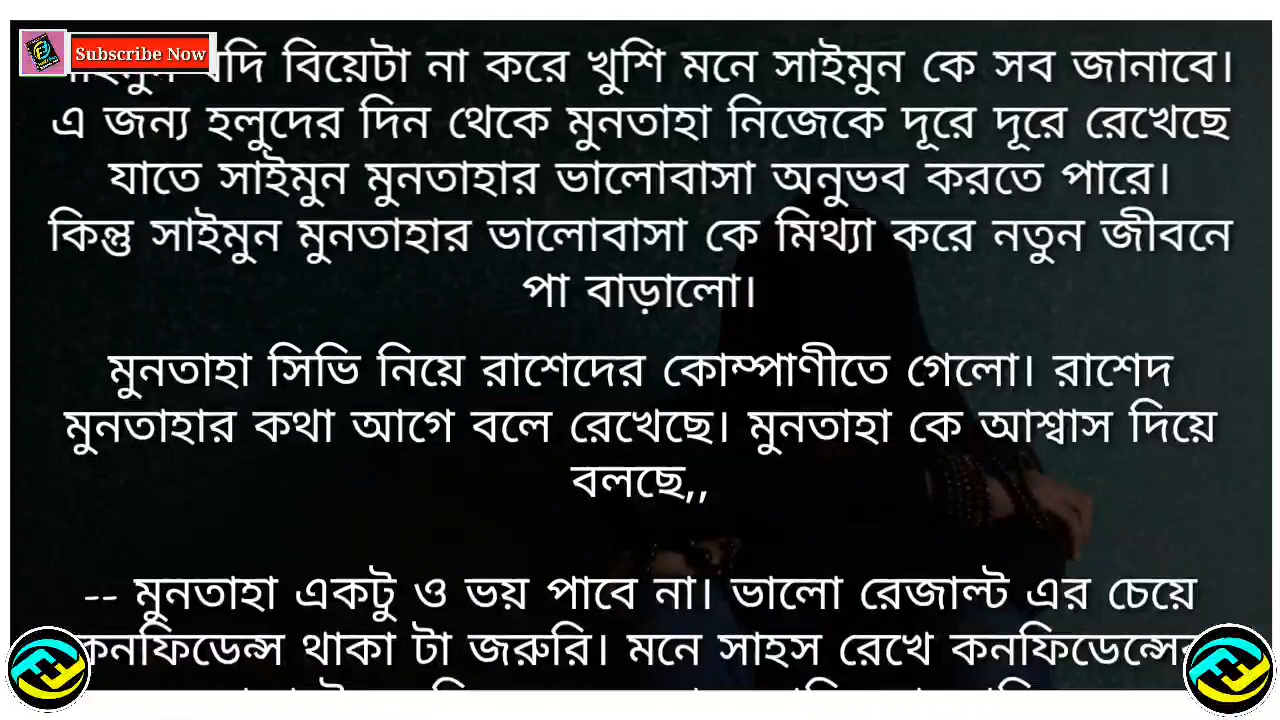 Subscribe Now
যদি বিয়েটা না করে খুশি মনে সাইমুন কে সব জানাবে।
এ জন্য হলুদের দিন থেকে মুনতাহা নিজেকে দূরে দূরে রেখেছে
যাতে সাইমুন মুনতাহার ভালোবাসা অনুভব করতে পারে।
কিন্তু সাইমুন মুনতাহার ভালোবাসা কে মিথ্যা করে নতুন জীবনে
পা বাড়ালো।
মুনতাহা সিভি নিয়ে রাশেদের কোম্পাণীতে গেলো। রাশেদ
মুনতাহার কথা আগে বলে রেখেছে। মুনতাহা কে আশ্বাস দিয়ে
বলছে,,
-- মুনতাহা একটু ও ভয় পাবে না। ভালো রেজাল্ট এর চেয়ে
কনফিডেন্স থাকা টা জরুরি। মনে সাহস রেখে